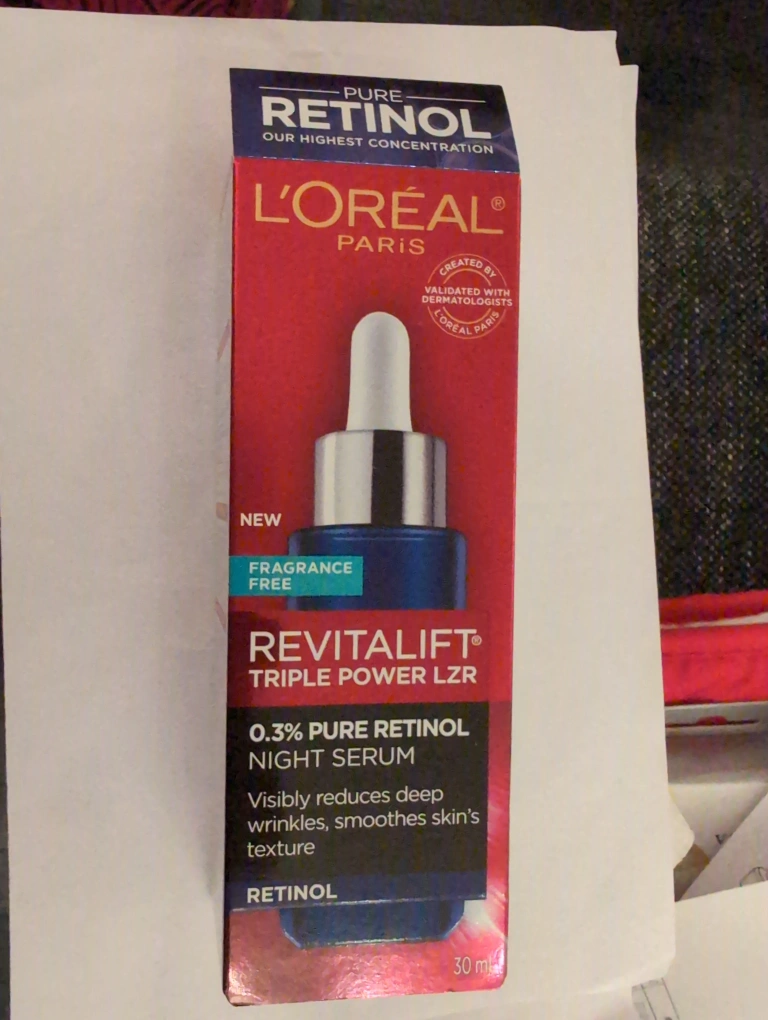 PURE
RETINOL
OUR HIGHEST CONCENTRATION
L'ORÉAL®
PARiS
CREATED BY
VALIDATED WITH
DERMATOLOGISTS
L'ORÉAL PARIS
NEW
FRAGRANCE
FREE
REVITALIFT®
TRIPLE POWER LZR
0.3% PURE RETINOL
NIGHT SERUM
Visibly reduces deep
wrinkles, smoothes skin's
texture
RETINOL
30 ml